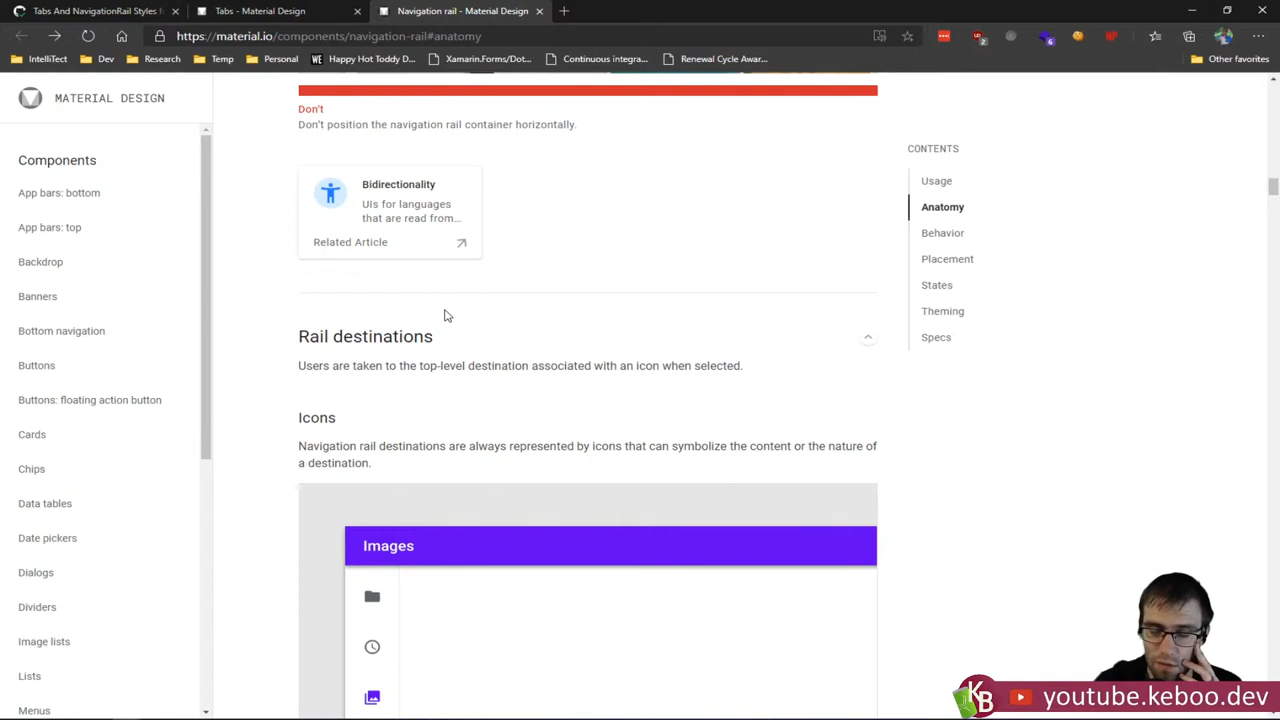 Tabs And NavigationRail Styles f
Tabs – Material Design
Navigation rail – Material Design
https://material.io/components/navigation-rail#anatomy
IntelliTect
Dev
Research
Temp
Personal
WE
Happy Hot Toddy D...
Xamarin.Forms/Dot...
Continuous integra...
Renewal Cycle Awar...
Other favorites
MATERIAL DESIGN
Components
App bars: bottom
App bars: top
Backdrop
Banners
Bottom navigation
Buttons
Buttons: floating action button
Cards
Chips
Data tables
Date pickers
Dialogs
Dividers
Image lists
Lists
Menus
Don't
Don't position the navigation rail container horizontally.
Bidirectionality
UIs for languages
that are read from...
Related Article
Rail destinations
Users are taken to the top-level destination associated with an icon when selected.
Icons
Navigation rail destinations are always represented by icons that can symbolize the content or the nature of
a destination.
Images
CONTENTS
Usage
Anatomy
Behavior
Placement
States
Theming
Specs
KB
youtube.keboo.dev